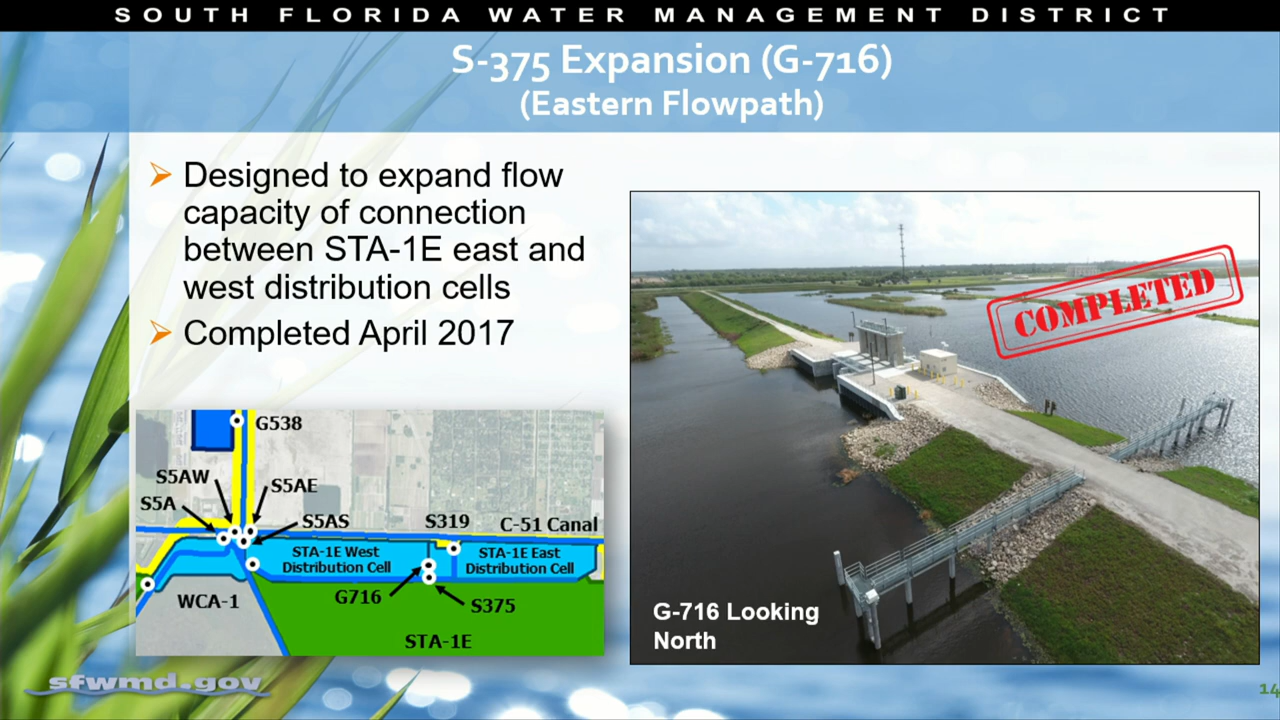 SOUTH FLORIDA WATER MANAGEMENT DISTRICT
S-375 Expansion (G-716)
(Eastern Flowpath)
Designed to expand flow
capacity of connection
between STA-1E east and
west distribution cells
Completed April 2017
G538
S5AW
S5AE
S5A
S5AS
S319
C-51 Canal
STA-1E West
Distribution Cell
STA-1E East
Distribution Cell
G716
WCA-1
S375
STA-1E
COMPLETED
G-716 Looking
North
sfwmd.gov
14